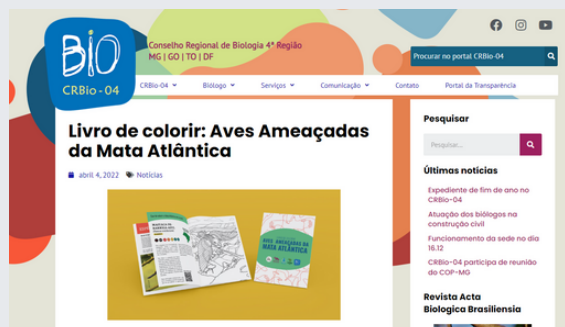 BIO
CRBio - 04
Conselho Regional de Biologia 4ª Região
MG | GO | TO | DF
Procurar no portal CRBio-04
CRBio-04
Biólogo
Serviços
Comunicação
Contato
Portal da Transparência
Livro de colorir: Aves Ameaçadas
da Mata Atlântica
abril 4, 2022
Notícias
AVES AMEAÇADAS DA
MATA ATLÂNTICA
Pesquisar
Pesquisar...
Últimas notícias
Expediente de fim de ano no
CRBio-04
Atuação dos biólogos na
construção civil
Funcionamento da sede no dia
16.12
CRBio-04 participa de reunião
do COP-MG
Revista Acta
Biologica Brasiliensia